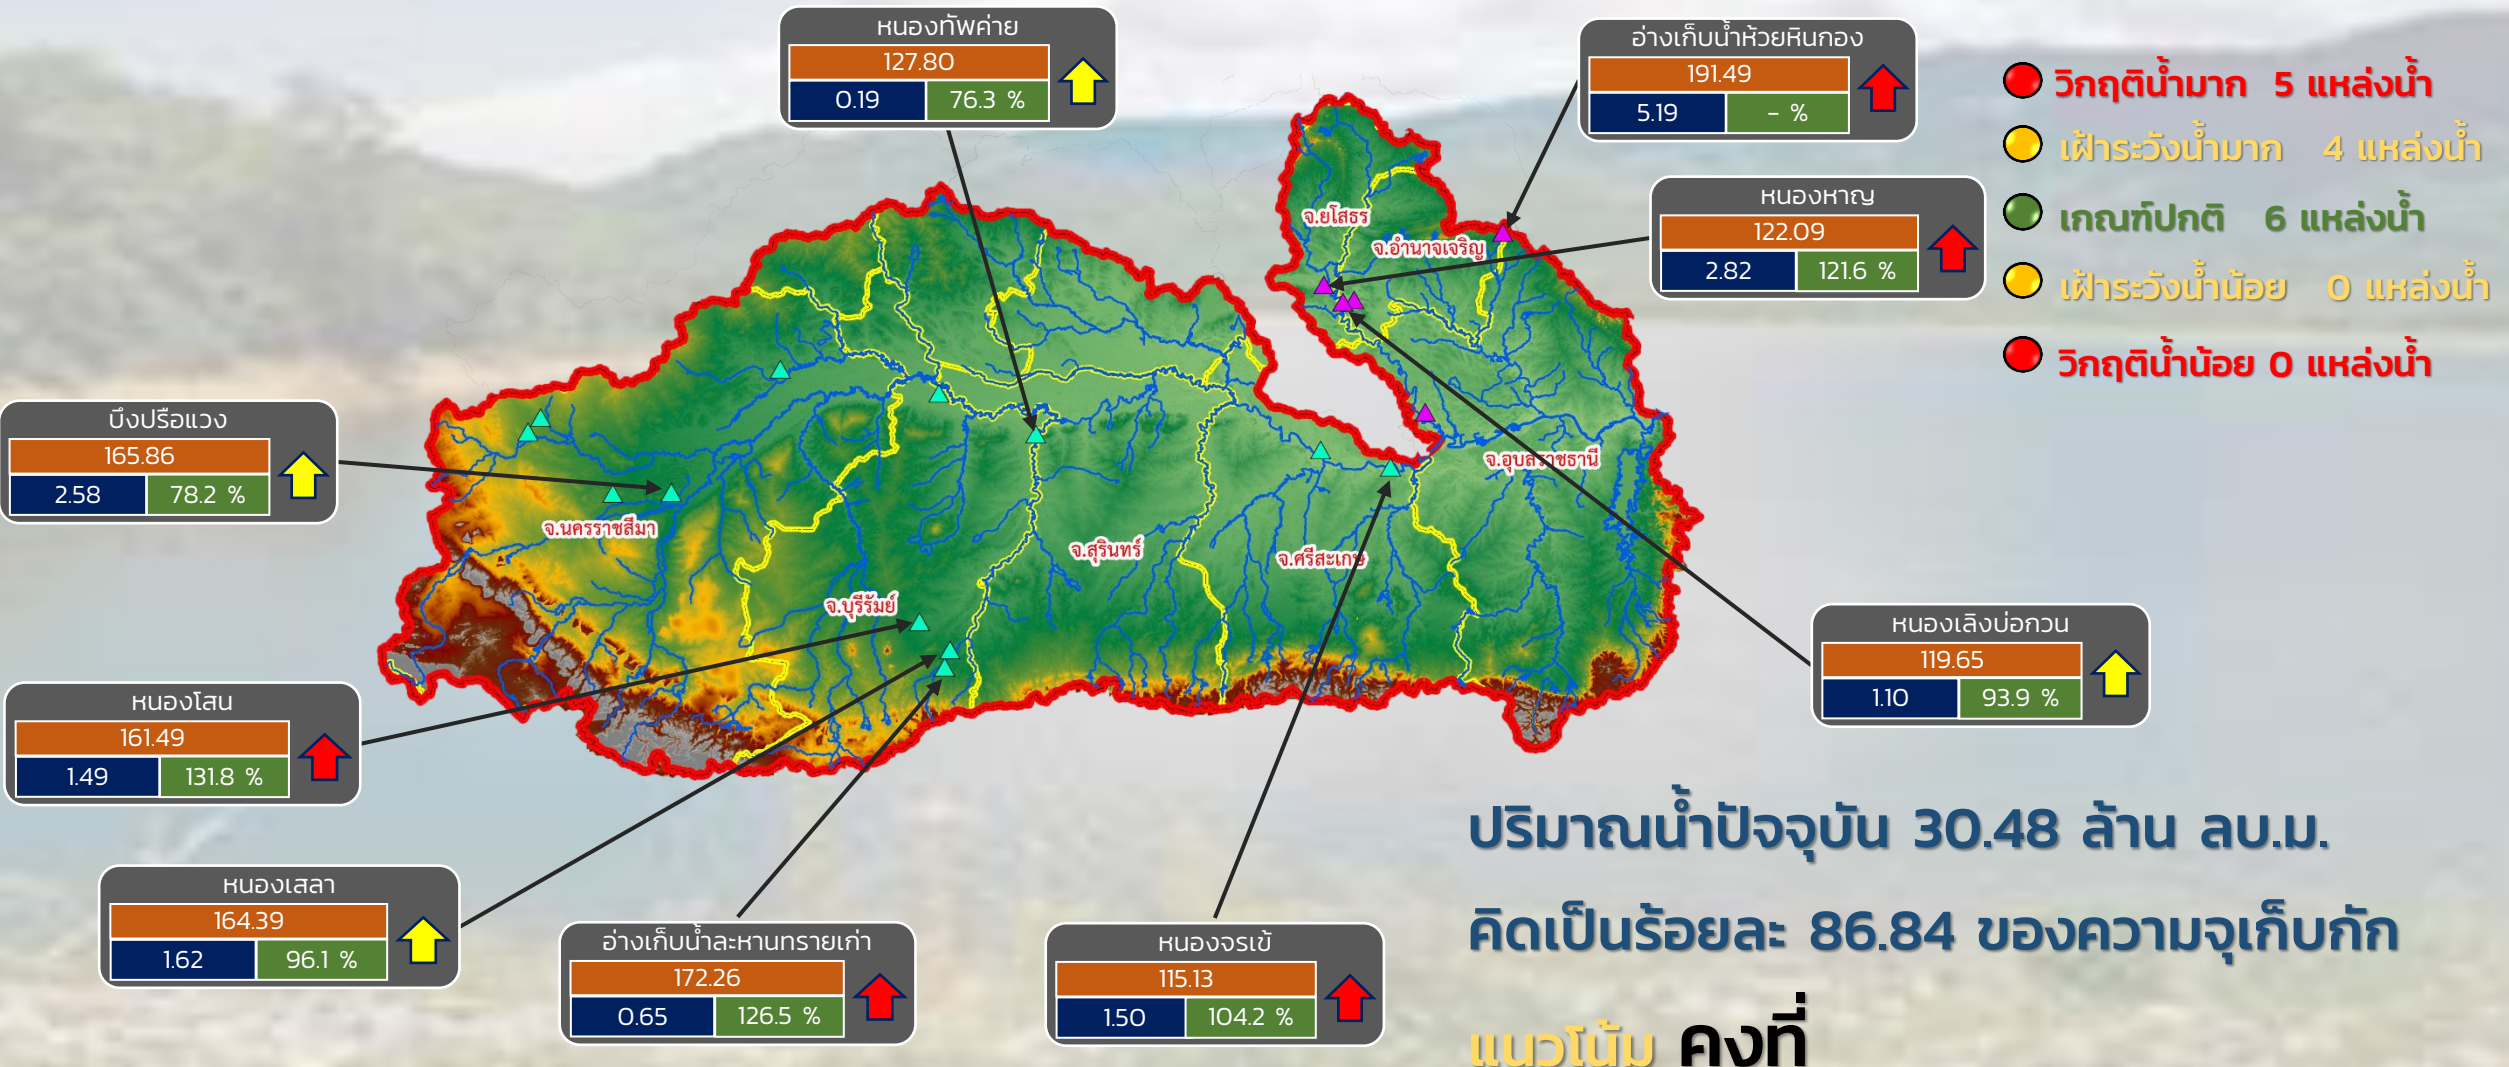 หนองทัพค่าย
127.80
0.19 76.3 %
อ่างเก็บน้ำห้วยหินกอง
191.49
5.19 - %
วิกฤติน้ำมาก 5 แหล่งน้ำ
เฝ้าระวังน้ำมาก 4 แหล่งน้ำ
เกณฑ์ปกติ 6 แหล่งน้ำ
เฝ้าระวังน้ำน้อย 0 แหล่งน้ำ
วิกฤติน้ำน้อย 0 แหล่งน้ำ
หนองหาญ
122.09
2.82 121.6 %
จ.ยโสธร
จ.อำนาจเจริญ
บึงปรือแวง
165.86
2.58 78.2 %
จ.อุบลราชธานี
จ.นครราชสีมา
จ.สุรินทร์
จ.ศรีสะเกษ
จ.บุรีรัมย์
หนองเลิงบ่อกวน
119.65
1.10 93.9 %
หนองโสน
161.49
1.49 131.8 %
หนองเสลา
164.39
1.62 96.1 %
อ่างเก็บน้ำละหานทรายเก่า
172.26
0.65 126.5 %
หนองจรเข้
115.13
1.50 104.2 %
ปริมาณน้ำปัจจุบัน 30.48 ล้าน ลบ.ม.
คิดเป็นร้อยละ 86.84 ของความจุเก็บกัก
แนวโน้ม คงที่